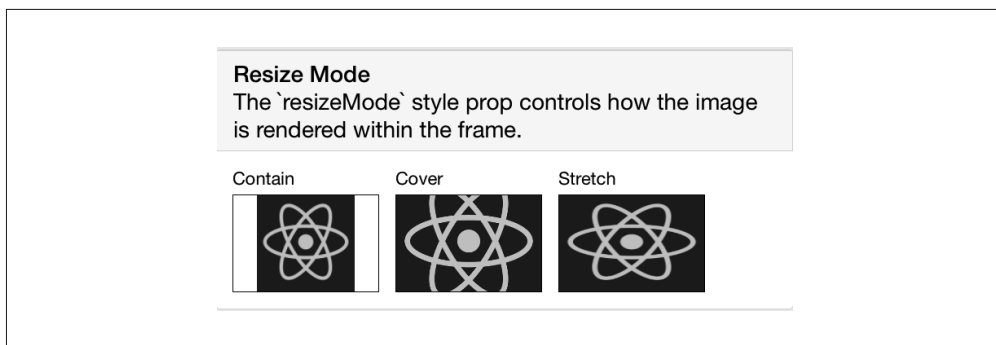 Resize Mode
The `resizeMode` style prop controls how the image
is rendered within the frame.
Contain
Cover
Stretch